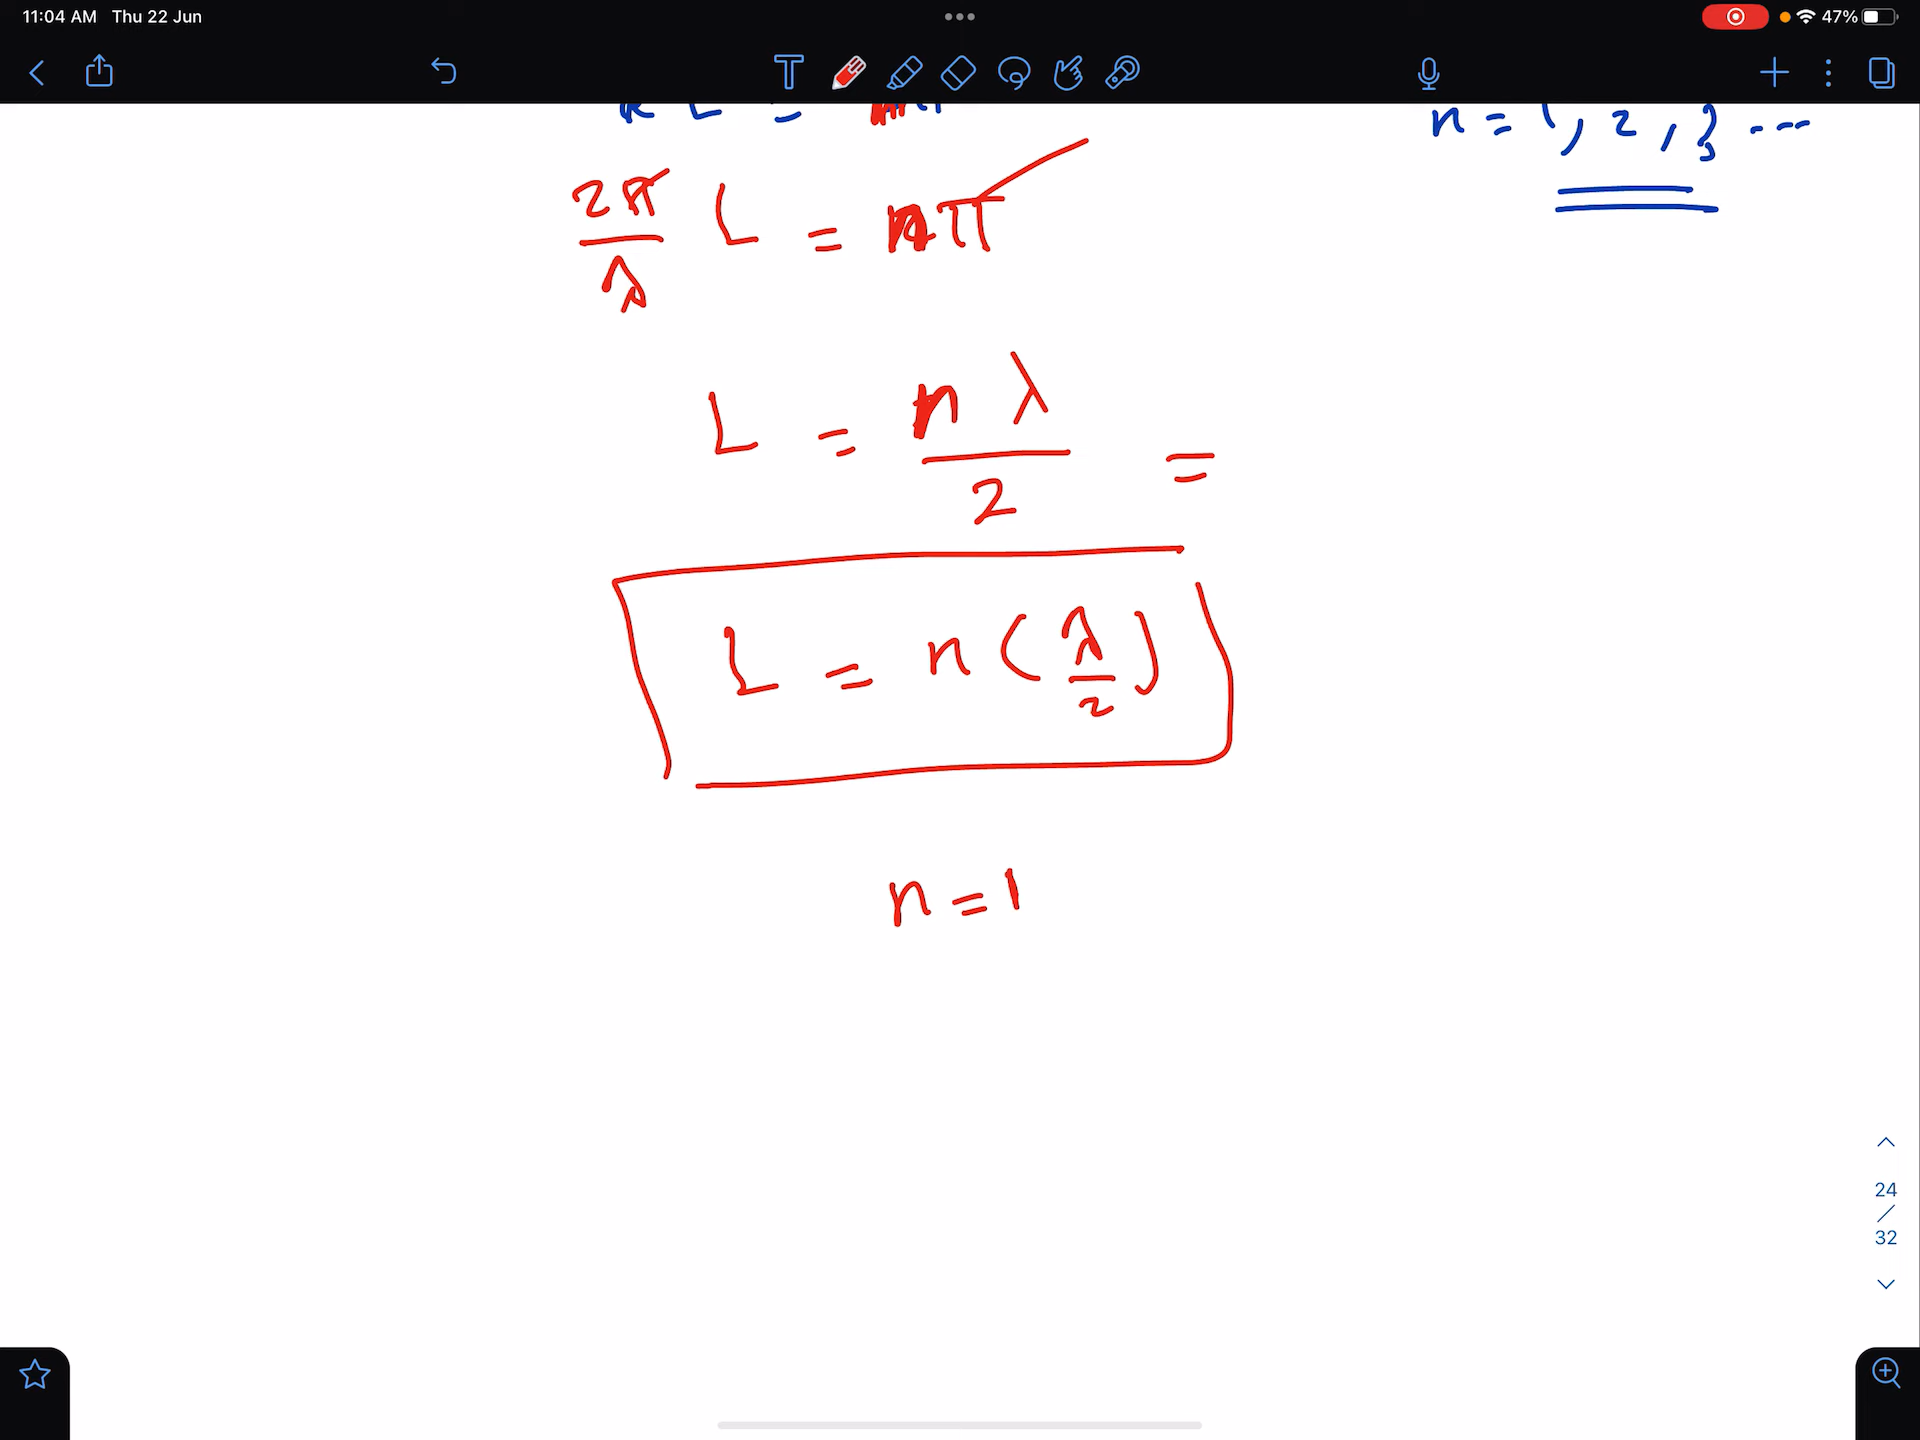 11:04 AM Thu 22 Jun
47%
n = 1, 2, 3 ---
2π/λ L = nπ
L = nλ/2 =
L = n(λ/2)
n = 1
24
/
32